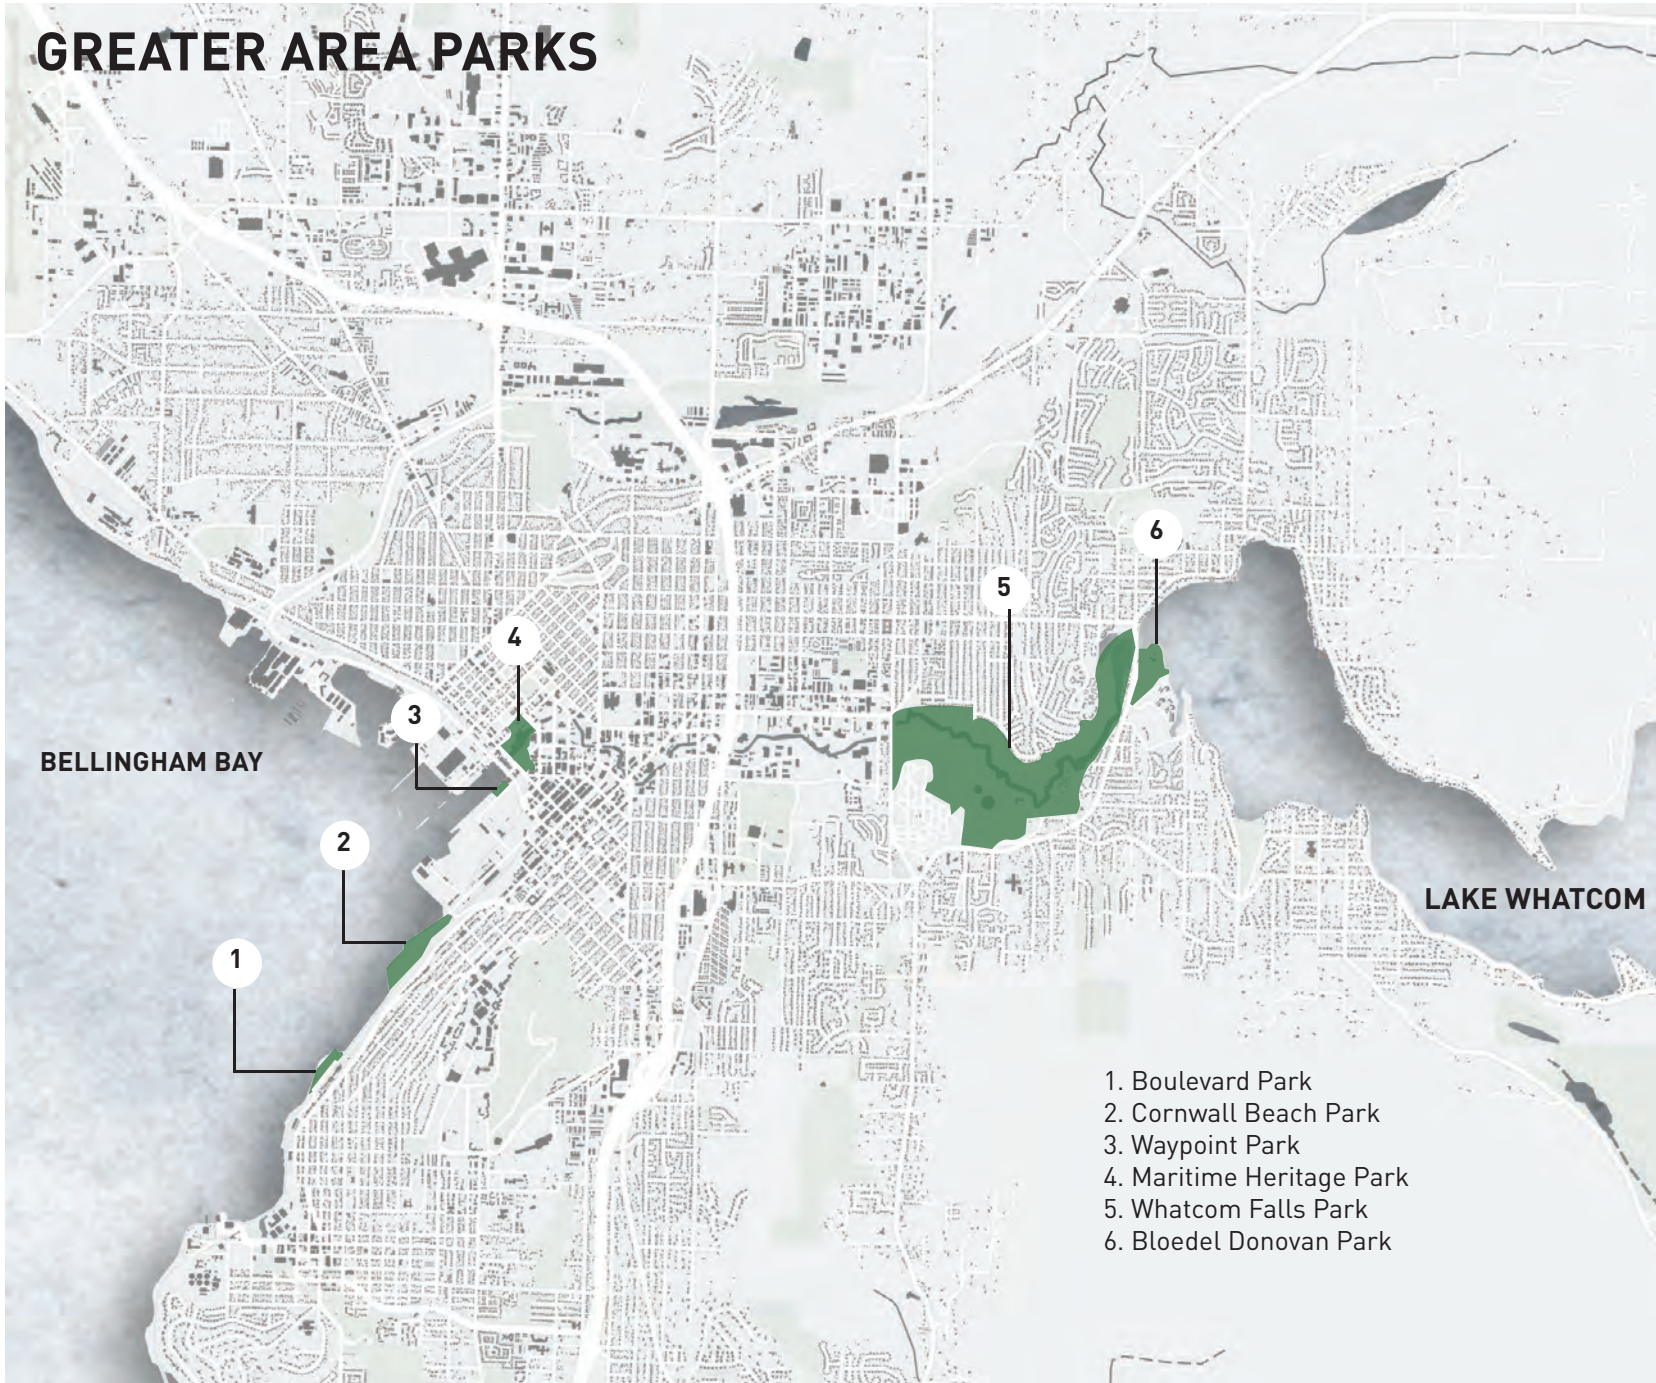 GREATER AREA PARKS
6
5
4
3
BELLINGHAM BAY
2
LAKE WHATCOM
1
1. Boulevard Park
2. Cornwall Beach Park
3. Waypoint Park
4. Maritime Heritage Park
5. Whatcom Falls Park
6. Bloedel Donovan Park